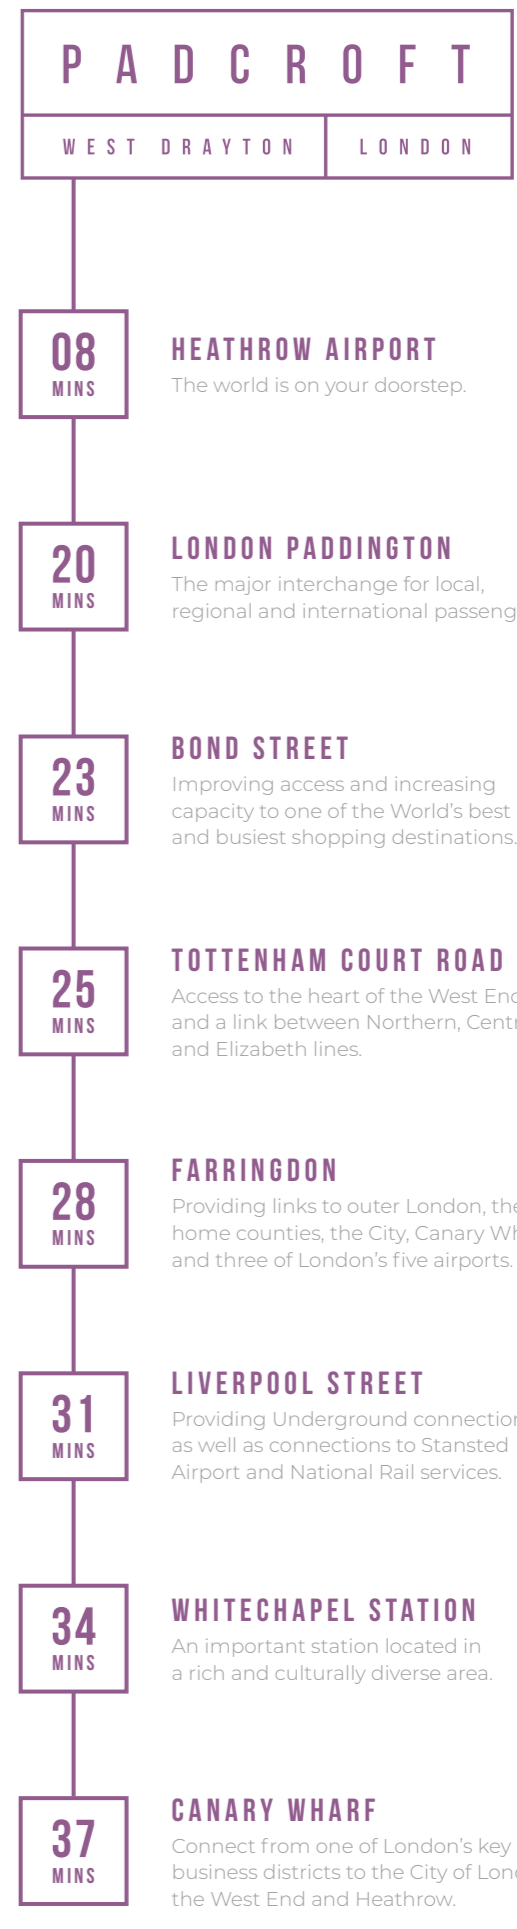 PADCROFT
WEST DRAYTON
LONDON
08
MINS
HEATHROW AIRPORT
The world is on your doorstep.
20
MINS
LONDON PADDINGTON
The major interchange for local,
regional and international
23
MINS
BOND STREET
Improving access and increasing
capacity to one of the World's best
and busiest shopping destinations.
25
MINS
TOTTENHAM COURT ROAD
Access to the heart of the West
and a link between Northern,
and Elizabeth lines.
28
MINS
FARRINGDON
Providing links to outer London,
home counties, the City, Canary
and three of London's five airports.
31
MINS
LIVERPOOL STREET
Providing Underground
as well as connections to Stansted
Airport and National Rail services.
34
MINS
WHITECHAPEL STATION
An important station located in
a rich and culturally diverse area.
37
MINS
CANARY WHARF
Connect from one of London's key
business districts to the City of
the West End and Heathrow.